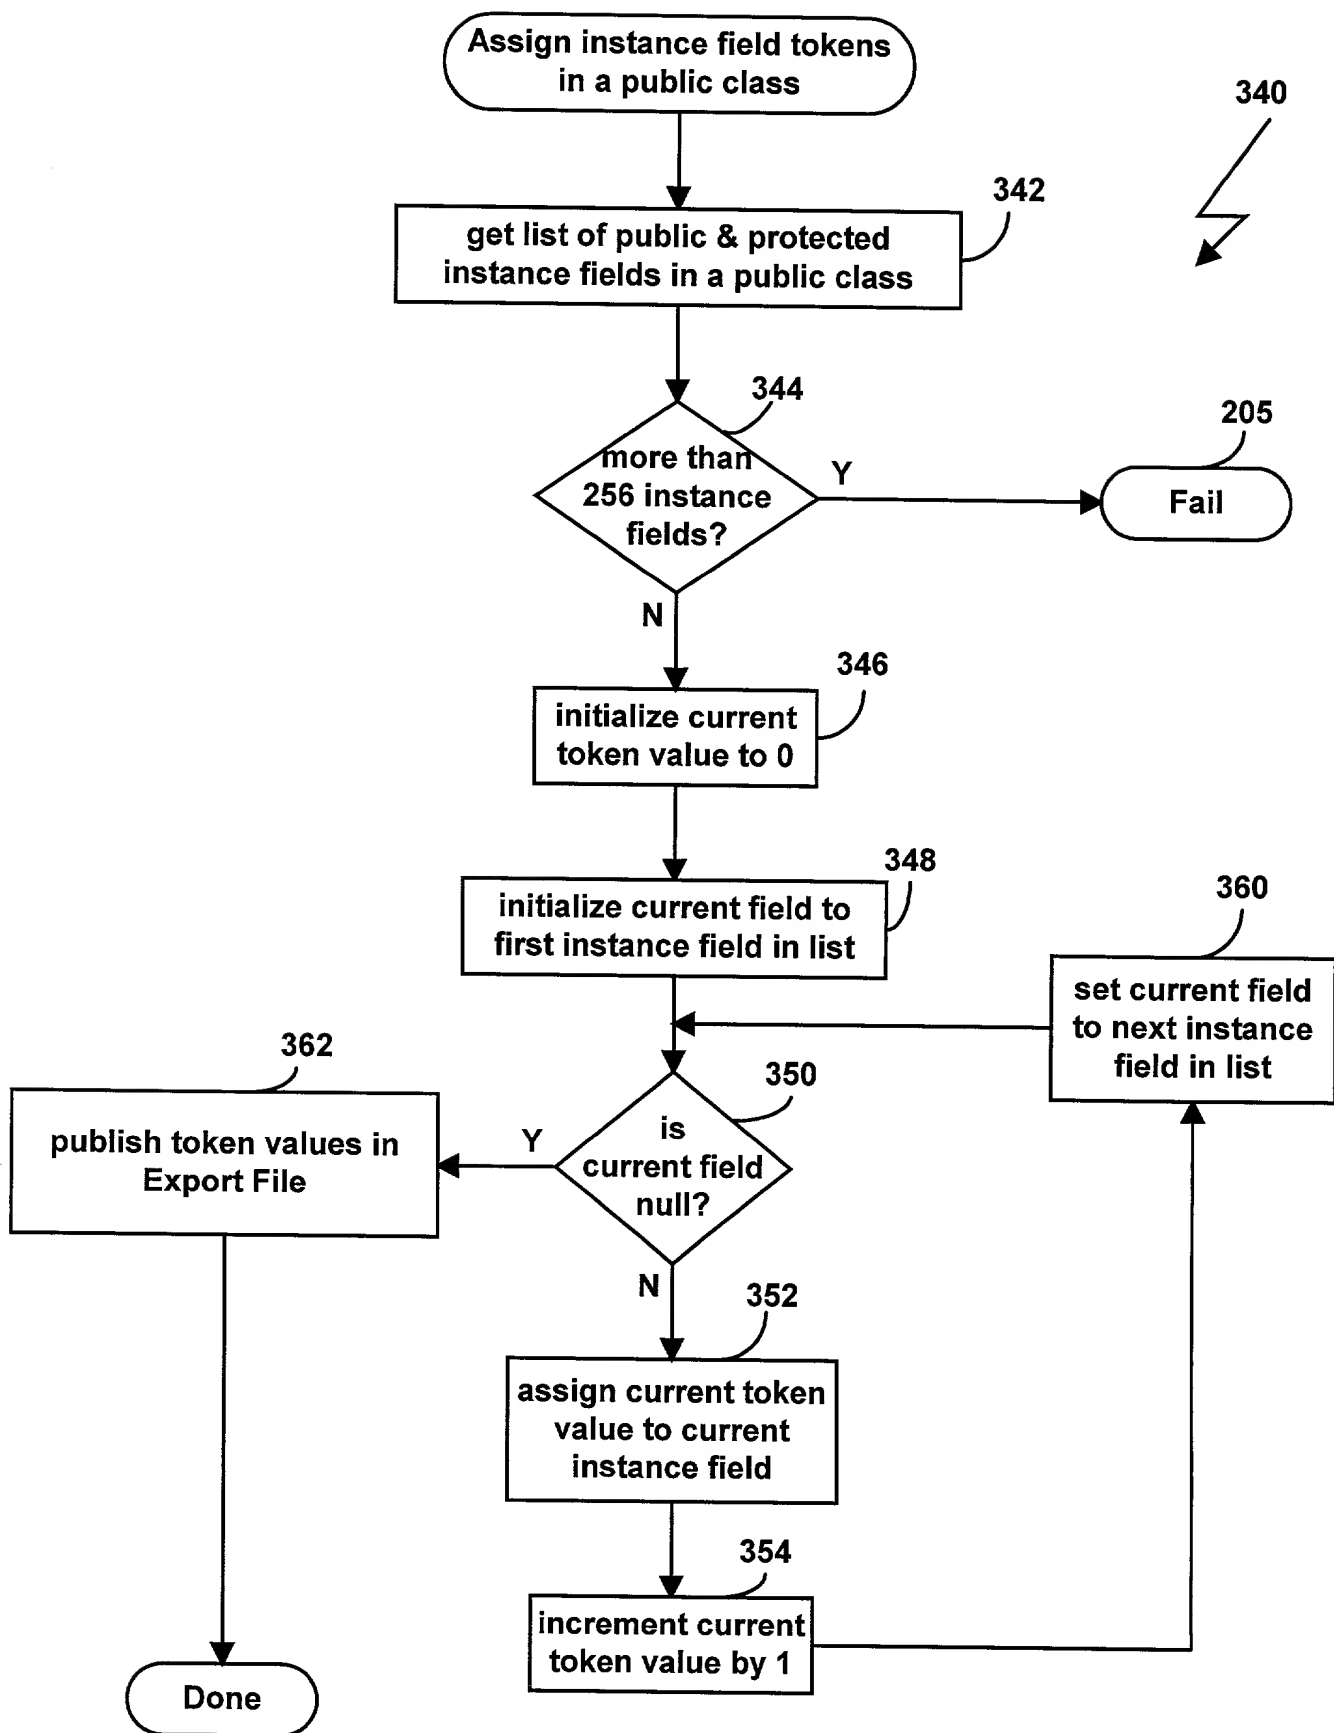 Assign instance field tokens
in a public class
340
342
get list of public & protected
instance fields in a public class
344
more than
256 instance
fields?
Y
205
Fail
N
346
initialize current
token value to 0
348
initialize current field to
first instance field in list
360
set current field
to next instance
field in list
362
publish token values in
Export File
Y
350
is
current field
null?
N
352
assign current token
value to current
instance field
354
increment current
token value by 1
Done